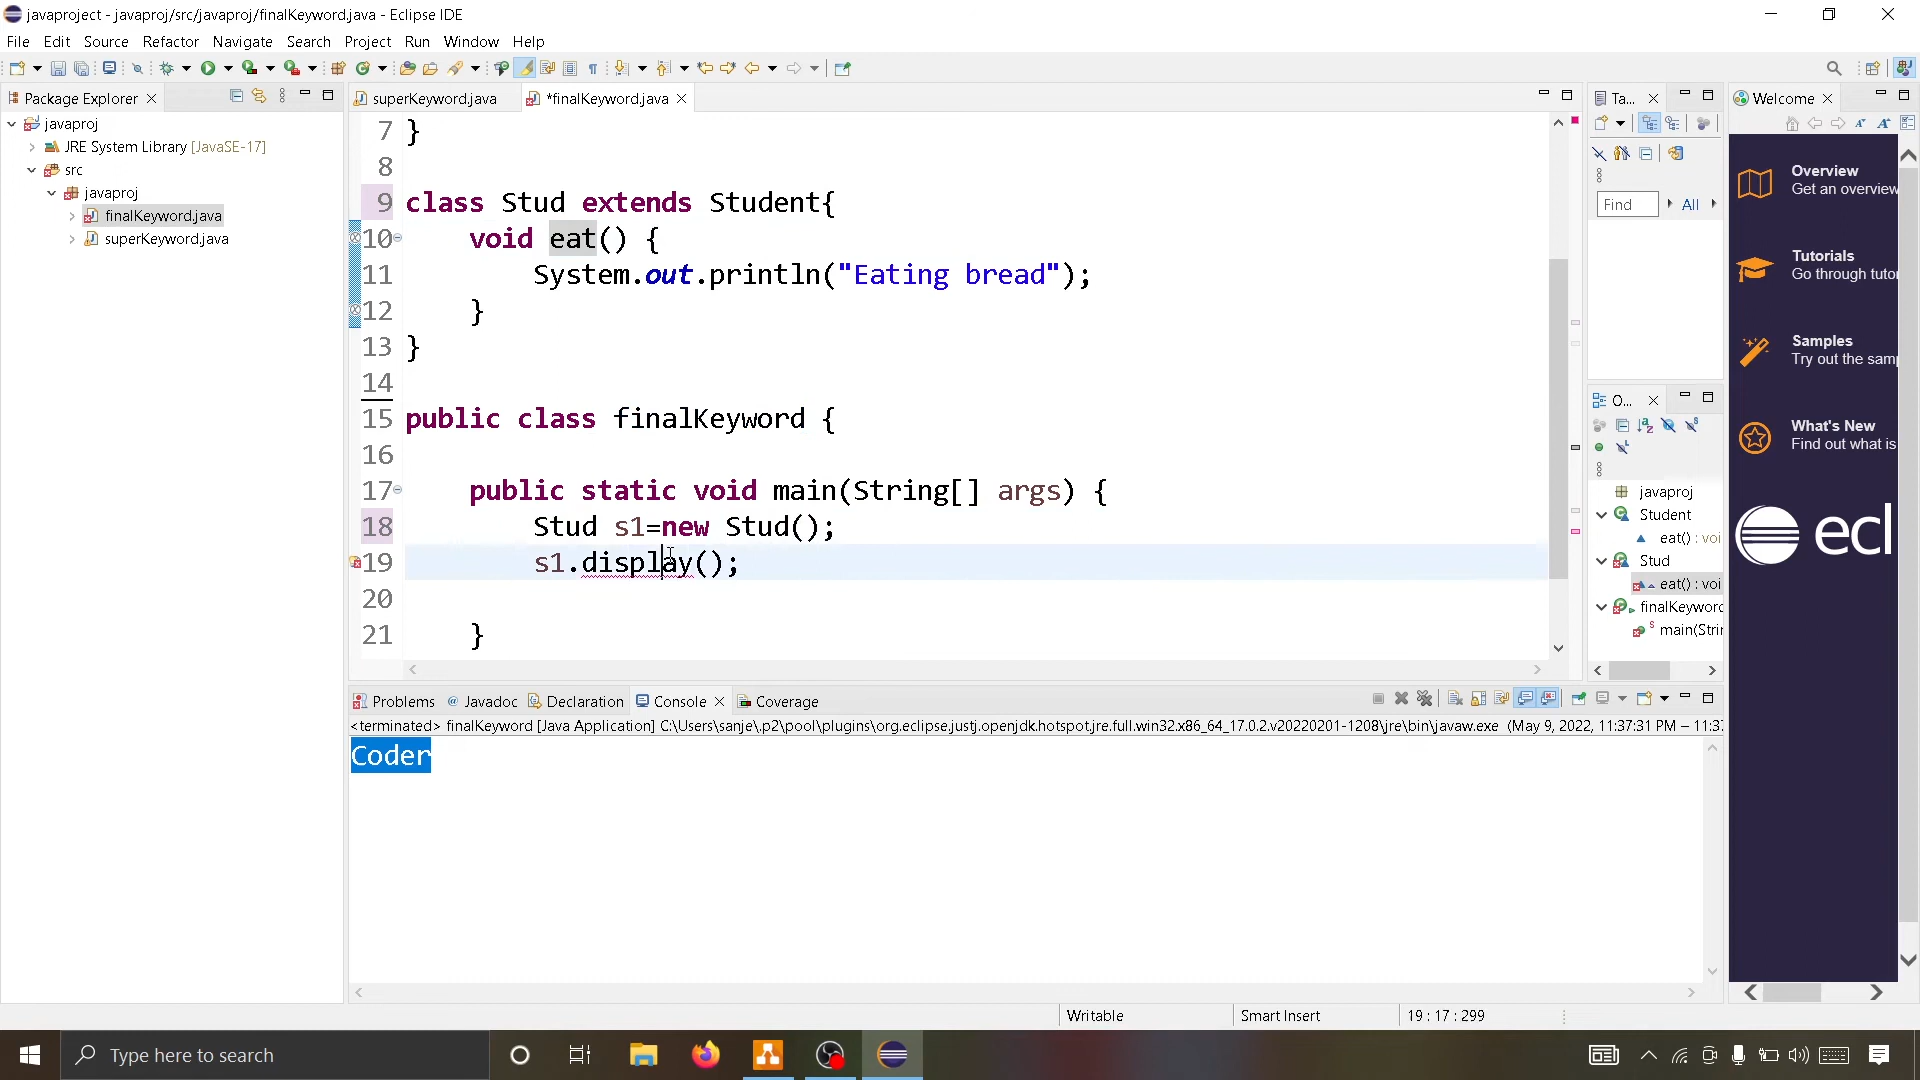 javaproject - javaproj/src/javaproj/finalKeyword.java - Eclipse IDE
File Edit Source Refactor Navigate Search Project Run Window Help
Package Explorer
superKeyword.java
*finalKeyword.java
Ta...
Welcome
javaproj
JRE System Library [JavaSE-17]
src
javaproj
finalKeyword.java
superKeyword.java
7 }
8
9 class Stud extends Student{
10 void eat() {
11 System.out.println("Eating bread");
12 }
13 }
14
15 public class finalKeyword {
16
17 public static void main(String[] args) {
18 Stud s1=new Stud();
19 s1.display();
20
21 }
Find All
O...
javaproj
Student
eat() : voi
Stud
eat() : voi
finalKeyword
main(Strin
Overview
Get an overview
Tutorials
Go through tutor
Samples
Try out the sam
What's New
Find out what is
ecl
Problems Javadoc Declaration Console Coverage
<terminated> finalKeyword [Java Application] C:\Users\sanje\.p2\pool\plugins\org.eclipse.justj.openjdk.hotspot.jre.full.win32.x86_64_17.0.2.v20220201-1208\jre\bin\javaw.exe (May 9, 2022, 11:37:31 PM – 11:37
Coder
Writable
Smart Insert
19 : 17 : 299
Type here to search